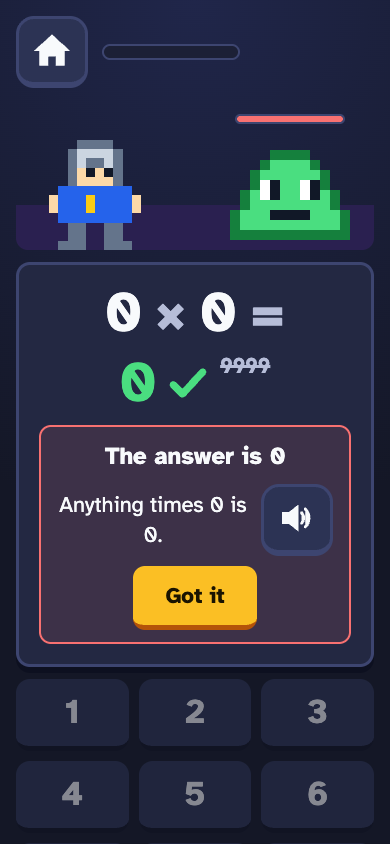 0 × 0 =
0 ✓ 9999
The answer is 0
Anything times 0 is
0.
Got it
1 2 3
4 5 6